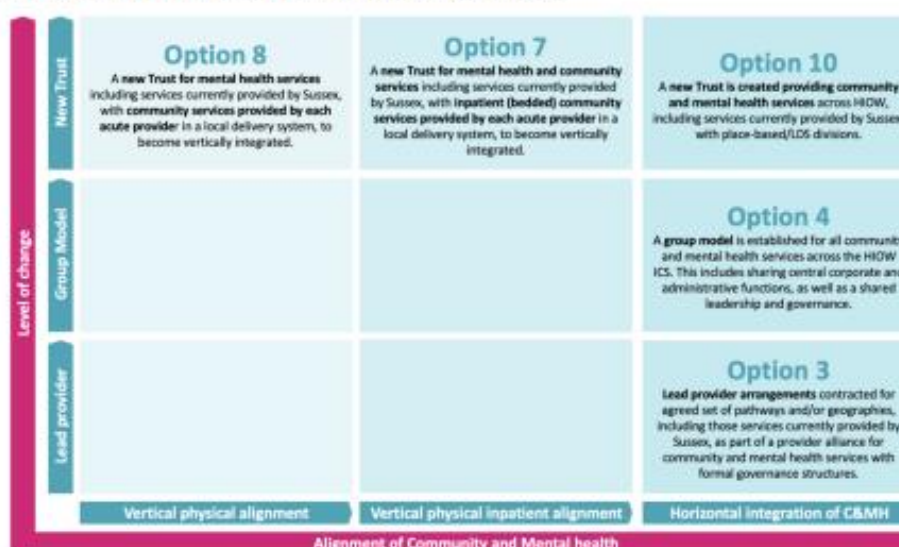 New Trust
Option 8
A new Trust for mental health services
including services currently provided by Sussex,
with community services provided by each
acute provider in a local delivery system, to
become vertically integrated.
Option 7
A new Trust for mental health and community
services including services currently provided
by Sussex, with inpatient (bedded) community
services provided by each acute provider in a
local delivery system, to become vertically
integrated.
Option 10
A new Trust is created providing community
and mental health services across HIOW,
including services currently provided by Sussex
with place-based/LDS divisions.
Level of change
Group Model
Option 4
A group model is established for all community
and mental health services across the HIOW
ICS. This includes sharing central corporate and
administrative functions, as well as a shared
leadership and governance.
Lead provider
Option 3
Lead provider arrangements contracted for
agreed set of pathways and/or geographies,
including those services currently provided by
Sussex, as part of a provider alliance for
community and mental health services with
formal governance structures.
Vertical physical alignment
Vertical physical inpatient alignment
Horizontal integration of C&MH
Alignment of Community and Mental health